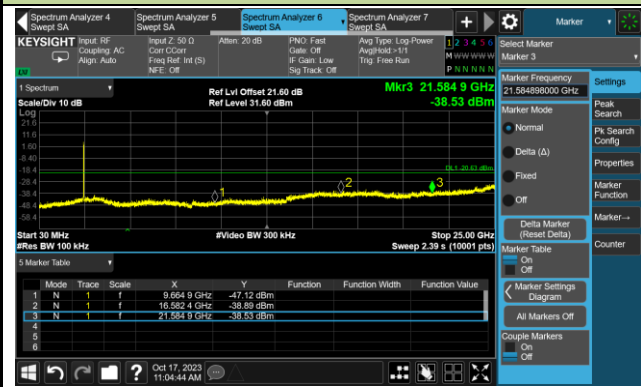 Spectrum Analyzer 4
Swept SA
Spectrum Analyzer 5
Swept SA
Spectrum Analyzer 6
Swept SA
Spectrum Analyzer 7
Swept SA
Marker
KEYSIGHT
Input: RF
Coupling: AC
Align: Auto
Input Z: 50 Ω
Corr CCorr
Freq Ref: Int (S)
NFE: Off
Atten: 20 dB
PNO: Fast
Gate: Off
IF Gain: Low
Sig Track: Off
Avg Type: Log-Power
Avg|Hold:>1/1
Trig: Free Run
1 2 3 4 5 6
M W W W W W
P N N N N N
Select Marker
Marker 3
1 Spectrum
Scale/Div 10 dB
Log
Ref Lvl Offset 21.60 dB
Ref Level 31.60 dBm
Mkr3 21.584 9 GHz
-38.53 dBm
21.6
11.6
1.60
-8.40
-18.4
-28.4
-38.4
-48.4
-58.4
DL1 -20.63 dBm
1
2
3
Start 30 MHz
#Res BW 100 kHz
#Video BW 300 kHz
Stop 25.00 GHz
Sweep 2.39 s (10001 pts)
5 Marker Table
Mode Trace Scale X Y Function Function Width Function Value
1 N 1 f 9.664 9 GHz -47.12 dBm
2 N 1 f 16.582 4 GHz -38.89 dBm
3 N 1 f 21.584 9 GHz -38.53 dBm
4
5
6
Marker Frequency
21.584898000 GHz
Marker Mode
Normal
Delta (Δ)
Fixed
Off
Delta Marker
(Reset Delta)
Marker Table
On
Off
Marker Settings
Diagram
All Markers Off
Couple Markers
On
Off
Settings
Peak
Search
Pk Search
Config
Properties
Marker
Function
Marker→
Counter
?
Oct 17, 2023
11:04:44 AM